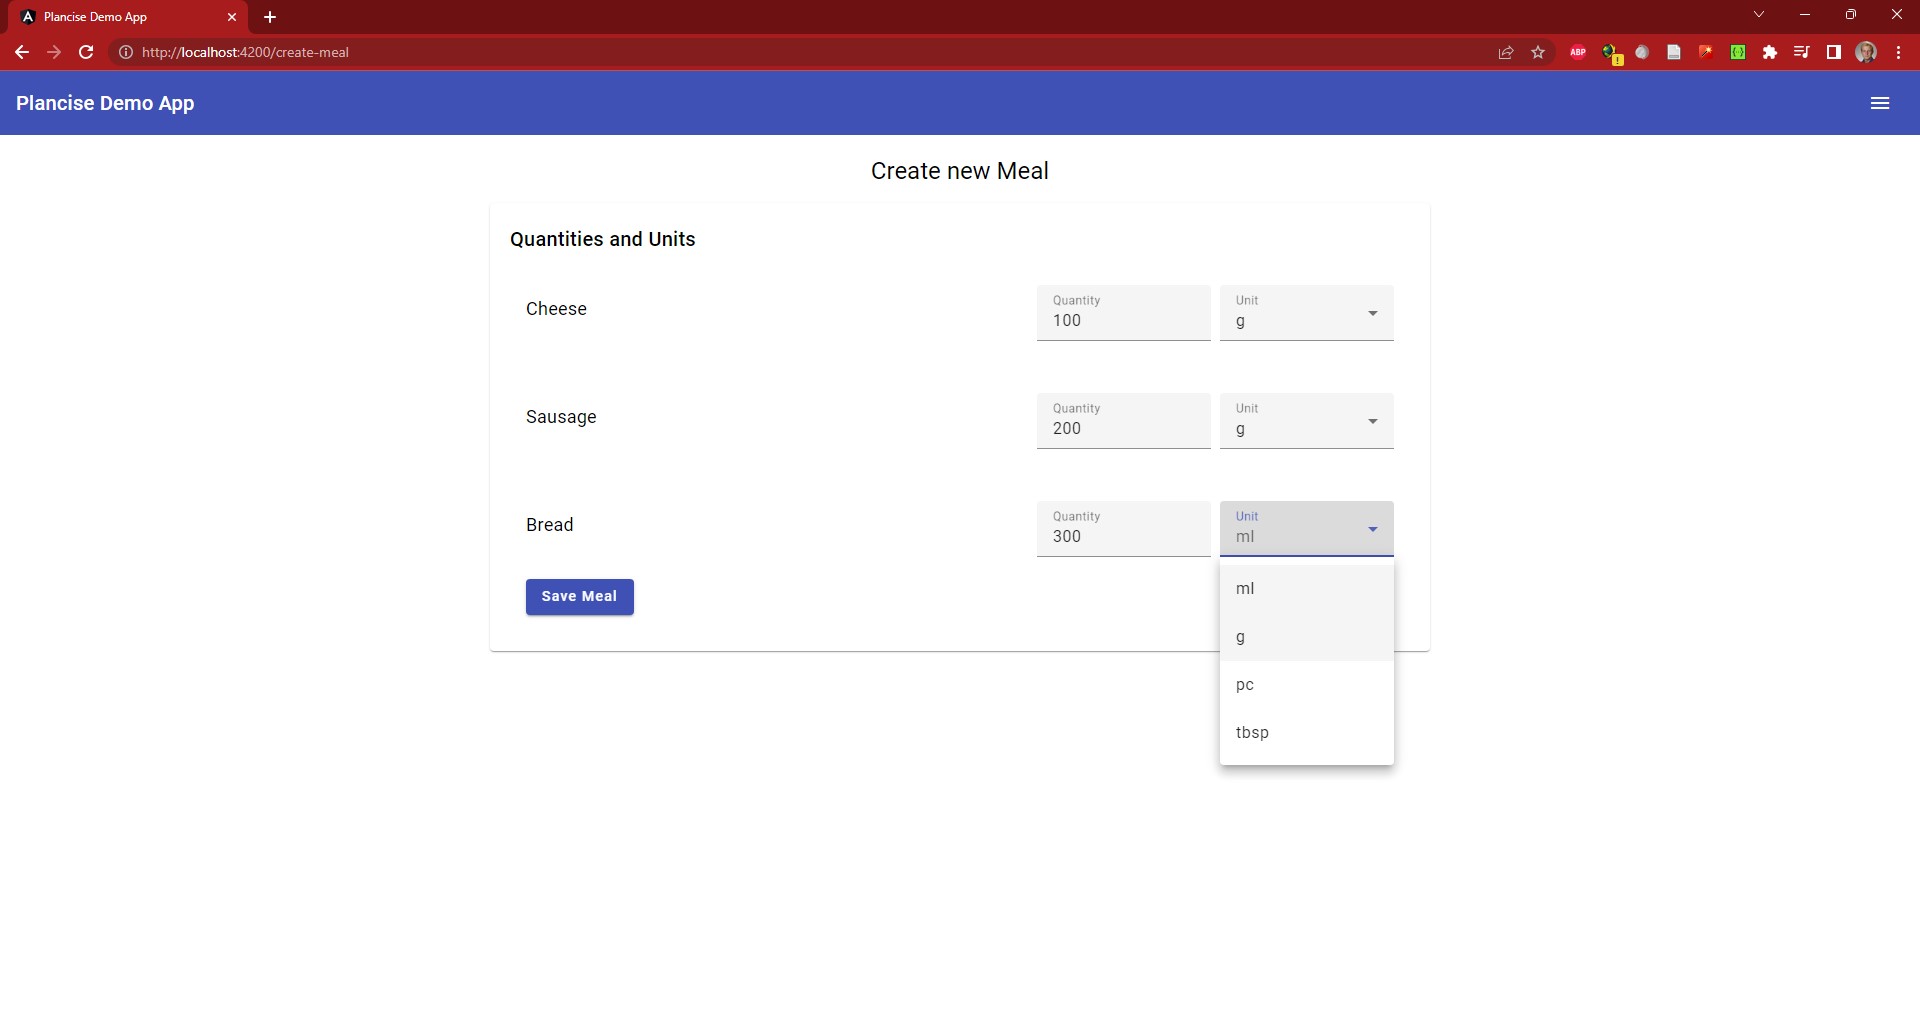 Plancise Demo App
http://localhost:4200/create-meal
ABP
Plancise Demo App
Create new Meal
Quantities and Units
Cheese
Quantity
100
Unit
g
Sausage
Quantity
200
Unit
g
Bread
Quantity
300
Unit
ml
ml
g
pc
tbsp
Save Meal